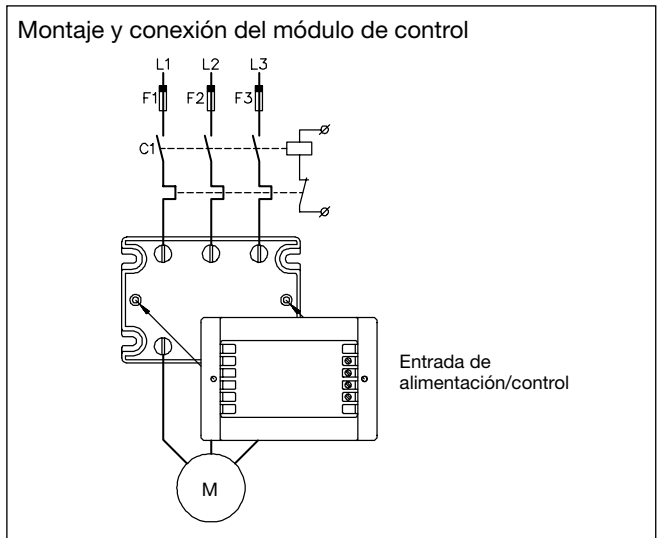 Montaje y conexión del módulo de control
L1 L2 L3
F1 F2 F3
C1
Entrada de
alimentación/control
M